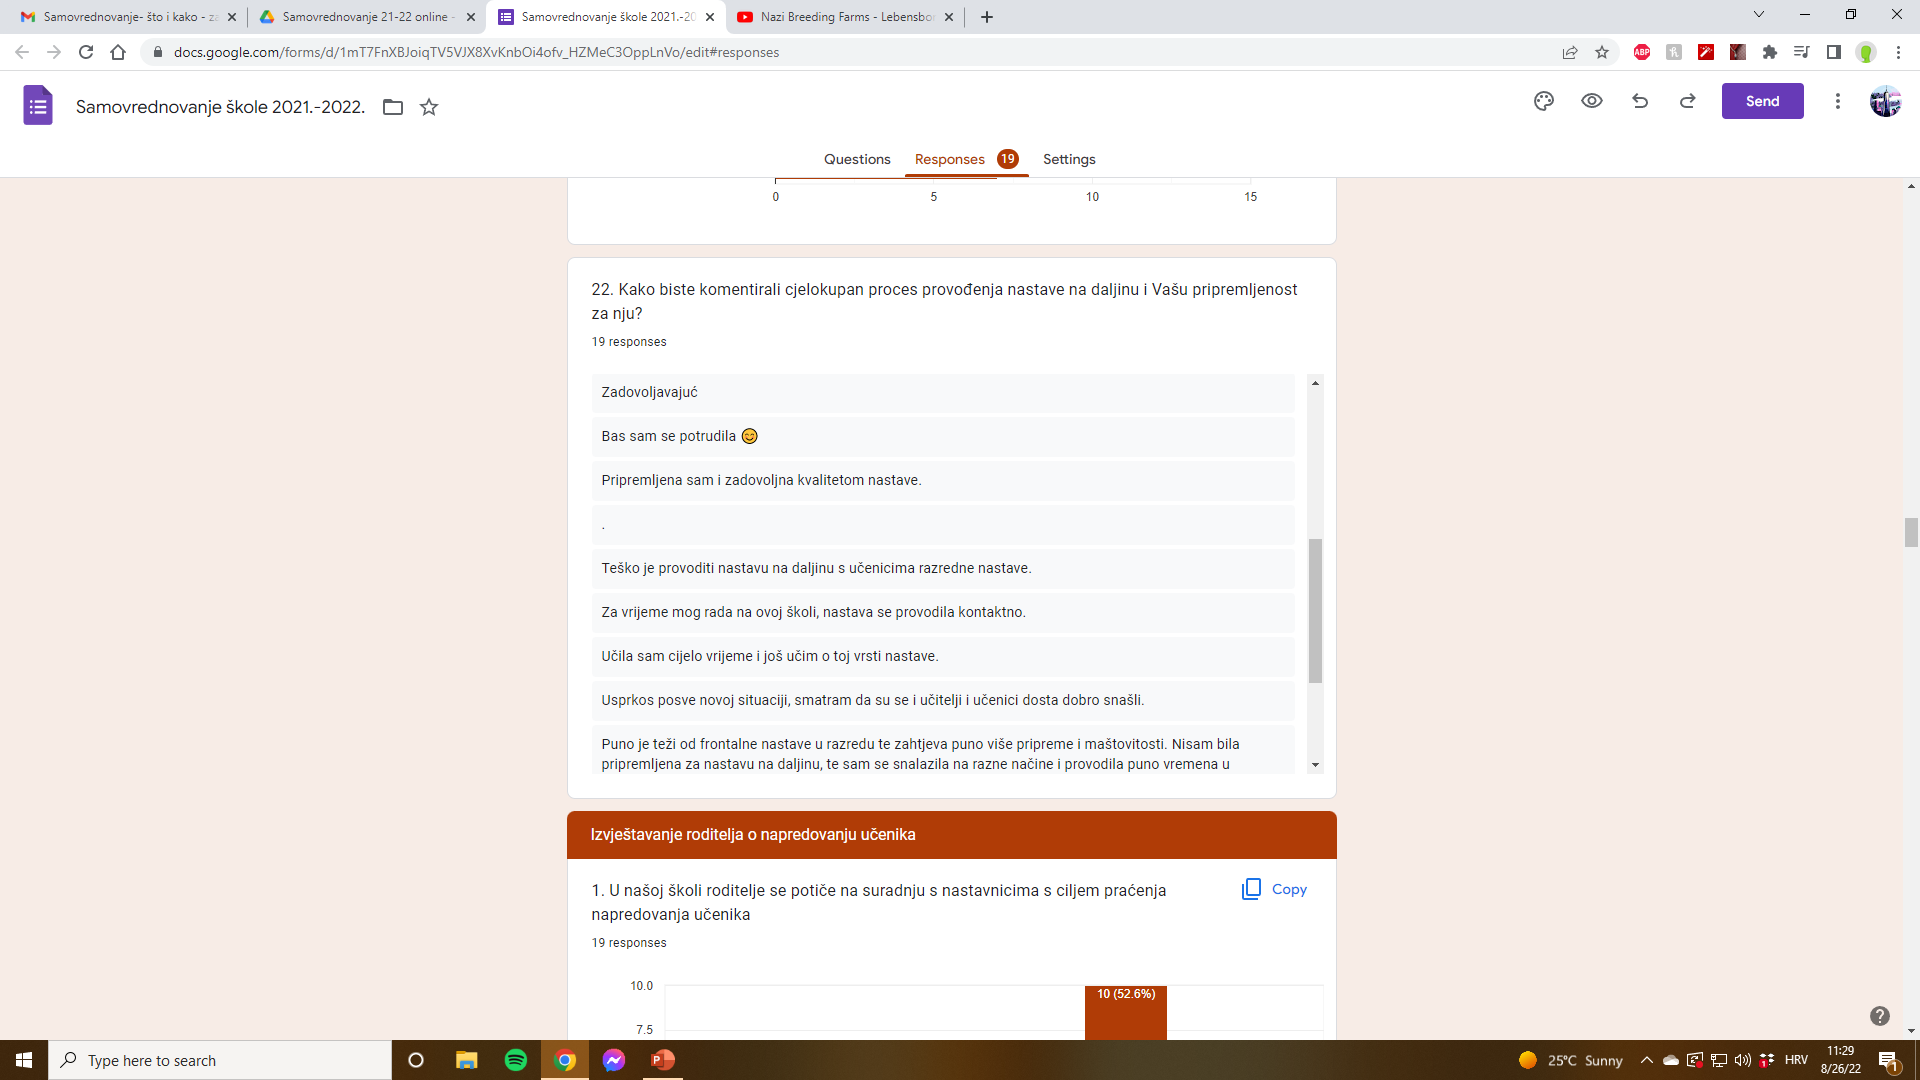 Samovrednovanje- što i kako - za
Samovrednovanje 21-22 online -
Samovrednovanje škole 2021.-20
Nazi Breeding Farms - Lebensbo
docs.google.com/forms/d/1mT7FnXBJoiqTV5VJX8XvKnbOi4ofv_HZMeC3OppLnVo/edit#responses
ABP
Samovrednovanje škole 2021.-2022.
Send
Questions
Responses 19
Settings
0 5 10 15
22. Kako biste komentirali cjelokupan proces provođenja nastave na daljinu i Vašu pripremljenost
za nju?
19 responses
Zadovoljavajuć
Bas sam se potrudila 😊
Pripremljena sam i zadovoljna kvalitetom nastave.
.
Teško je provoditi nastavu na daljinu s učenicima razredne nastave.
Za vrijeme mog rada na ovoj školi, nastava se provodila kontaktno.
Učila sam cijelo vrijeme i još učim o toj vrsti nastave.
Usprkos posve novoj situaciji, smatram da su se i učitelji i učenici dosta dobro snašli.
Puno je teži od frontalne nastave u razredu te zahtjeva puno više pripreme i maštovitosti. Nisam bila
pripremljena za nastavu na daljinu, te sam se snalazila na razne načine i provodila puno vremena u
Izvještavanje roditelja o napredovanju učenika
1. U našoj školi roditelje se potiče na suradnju s nastavnicima s ciljem praćenja
napredovanja učenika
Copy
19 responses
10.0
10 (52.6%)
7.5
Type here to search
25°C Sunny
HRV
11:29
8/26/22
1